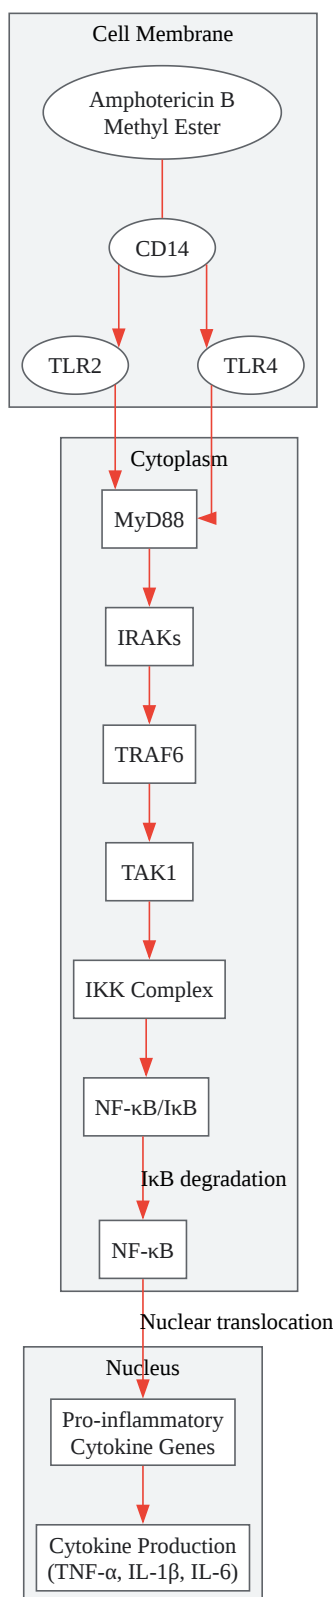 Cell Membrane
Amphotericin B
Methyl Ester
CD14
TLR2
TLR4
Cytoplasm
MyD88
IRAKs
TRAF6
TAK1
IKK Complex
NF-κB/IκB
IκB degradation
NF-κB
Nuclear translocation
Nucleus
Pro-inflammatory
Cytokine Genes
Cytokine Production
(TNF-α, IL-1β, IL-6)